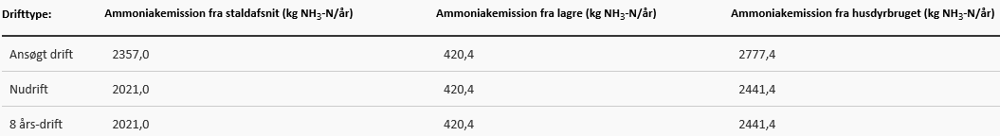 Drifttype: Ammoniakemission fra staldafsnit (kg NH3-N/år) Ammoniakemission fra lagre (kg NH3-N/år) Ammoniakemission fra husdyrbruget (kg NH3-N/år)
Ansøgt drift 2357,0 420,4 2777,4
Nudrift 2021,0 420,4 2441,4
8 års-drift 2021,0 420,4 2441,4